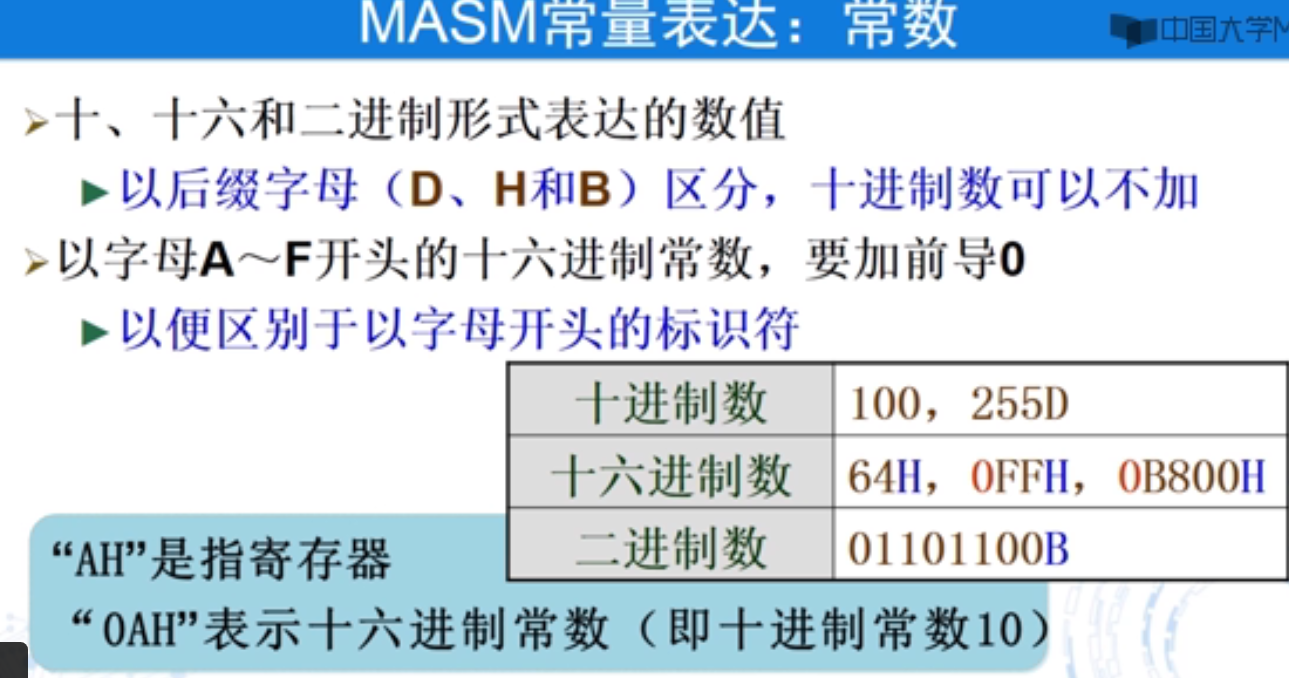 MASM常量表达：常数
中国大学M
十、十六和二进制形式表达的数值
以后缀字母（D、H和B）区分，十进制数可以不加
以字母A～F开头的十六进制常数，要加前导0
以便区别于以字母开头的标识符
十进制数 100，255D
十六进制数 64H，0FFH，0B800H
二进制数 01101100B
“AH”是指寄存器
“0AH”表示十六进制常数（即十进制常数10）